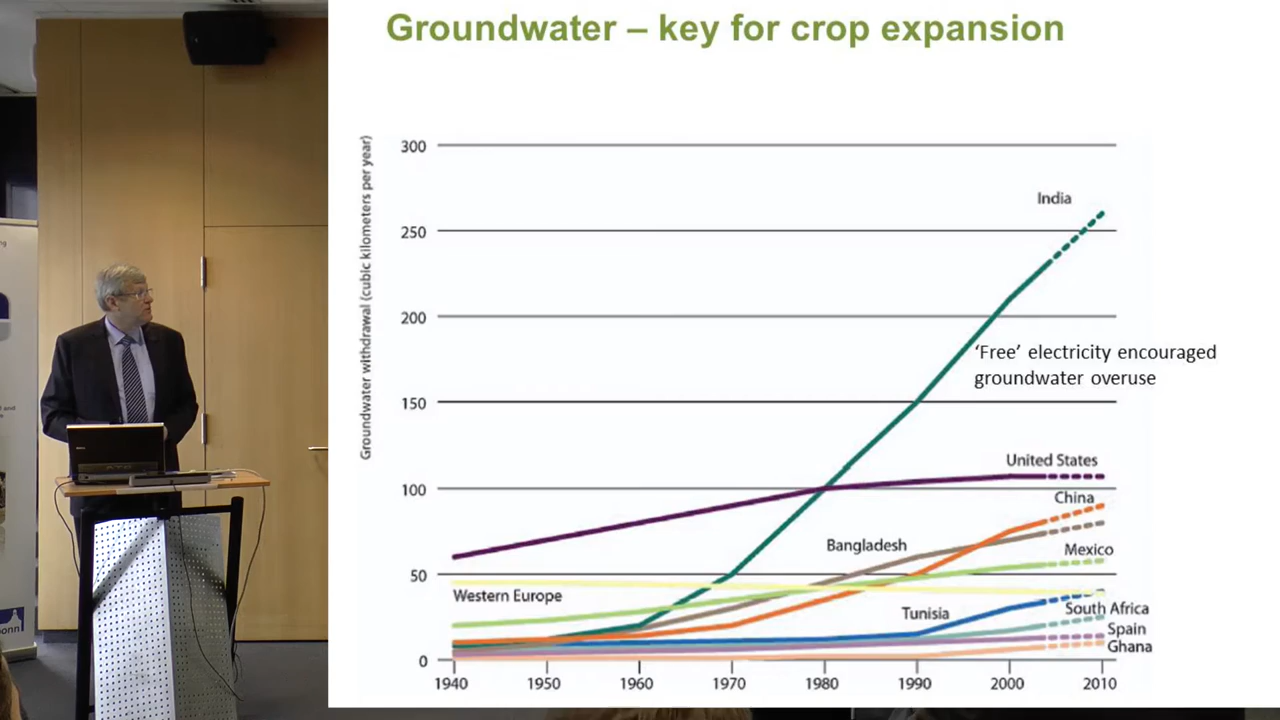 Groundwater – key for crop expansion
Groundwater withdrawal (cubic kilometers per year)
300
250
200
150
100
50
0
India
'Free' electricity encouraged
groundwater overuse
United States
China
Bangladesh
Mexico
Western Europe
Tunisia
South Africa
Spain
Ghana
1940 1950 1960 1970 1980 1990 2000 2010
onn